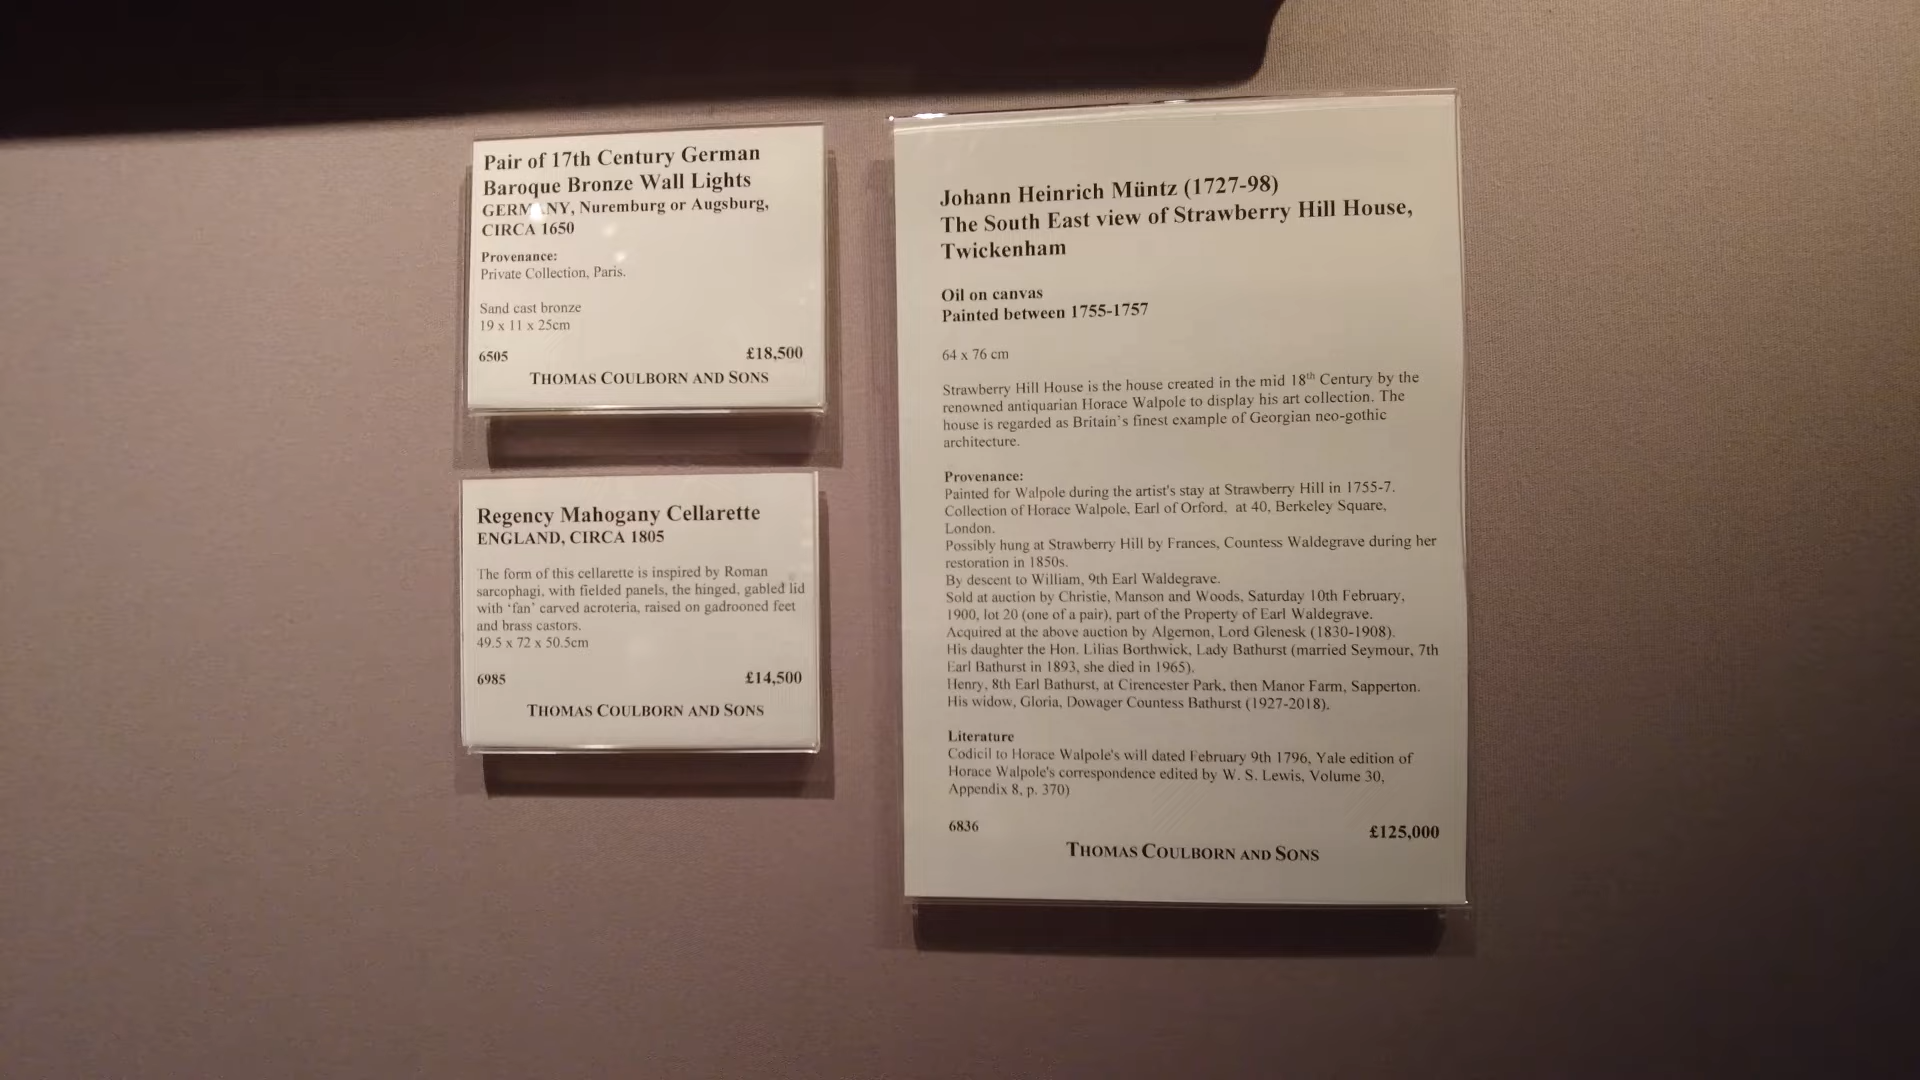 Pair of 17th Century German
Baroque Bronze Wall Lights
GERMANY, Nuremburg or Augsburg,
CIRCA 1650
Provenance:
Private Collection, Paris.
Sand cast bronze
19 x 11 x 25cm
6505 £18,500
THOMAS COULBORN AND SONS
Regency Mahogany Cellarette
ENGLAND, CIRCA 1805
The form of this cellarette is inspired by Roman
sarcophagi, with fielded panels, the hinged, gabled lid
with ‘fan’ carved acroteria, raised on gadrooned feet
and brass castors.
49.5 x 72 x 50.5cm
6985 £14,500
THOMAS COULBORN AND SONS
Johann Heinrich Müntz (1727-98)
The South East view of Strawberry Hill House,
Twickenham
Oil on canvas
Painted between 1755-1757
64 x 76 cm
Strawberry Hill House is the house created in the mid 18th Century by the
renowned antiquarian Horace Walpole to display his art collection. The
house is regarded as Britain's finest example of Georgian neo-gothic
architecture.
Provenance:
Painted for Walpole during the artist's stay at Strawberry Hill in 1755-7.
Collection of Horace Walpole, Earl of Orford, at 40, Berkeley Square,
London.
Possibly hung at Strawberry Hill by Frances, Countess Waldegrave during her
restoration in 1850s.
By descent to William, 9th Earl Waldegrave.
Sold at auction by Christie, Manson and Woods, Saturday 10th February,
1900, lot 20 (one of a pair), part of the Property of Earl Waldegrave.
Acquired at the above auction by Algernon, Lord Glenesk (1830-1908).
His daughter the Hon. Lilias Borthwick, Lady Bathurst (married Seymour, 7th
Earl Bathurst in 1893, she died in 1965).
Henry, 8th Earl Bathurst, at Cirencester Park, then Manor Farm, Sapperton.
His widow, Gloria, Dowager Countess Bathurst (1927-2018).
Literature
Codicil to Horace Walpole's will dated February 9th 1796, Yale edition of
Horace Walpole's correspondence edited by W. S. Lewis, Volume 30,
Appendix 8, p. 370)
6836 £125,000
THOMAS COULBORN AND SONS